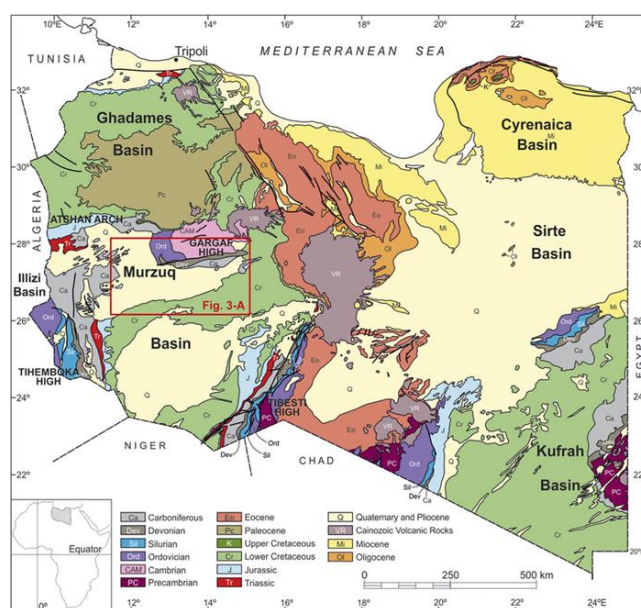 10°E 12° 14° 16° 18° 20° 22° 24°
TUNISIA
Tripoli
MEDITERRANEAN SEA
32°
32°
Ghadames
Basin
Cyrenaica
Basin
30°
30°
ALGERIA
ATSHAN ARCH
GARGAF
HIGH
Sirte
Basin
28°
28°
Illizi
Basin
Murzuq
Fig. 3-A
26°
26°
Basin
TIHEMBOKA
HIGH
TIBESTI
HIGH
EGYPT
24°
24°
NIGER
CHAD
Kufrah
Basin
22°
22°
Dev
Sil
Ord
Equator
0°
Ca Carboniferous
Dev Devonian
Sil Silurian
Ord Ordovician
CAM Cambrian
PC Precambrian
Eo Eocene
Pc Paleocene
K Upper Cretaceous
Cr Lower Cretaceous
J Jurassic
Tr Triassic
Q Quaternary and Pliocene
VR Cainozoic Volcanic Rocks
Mi Miocene
Ol Oligocene
0 250 500 km